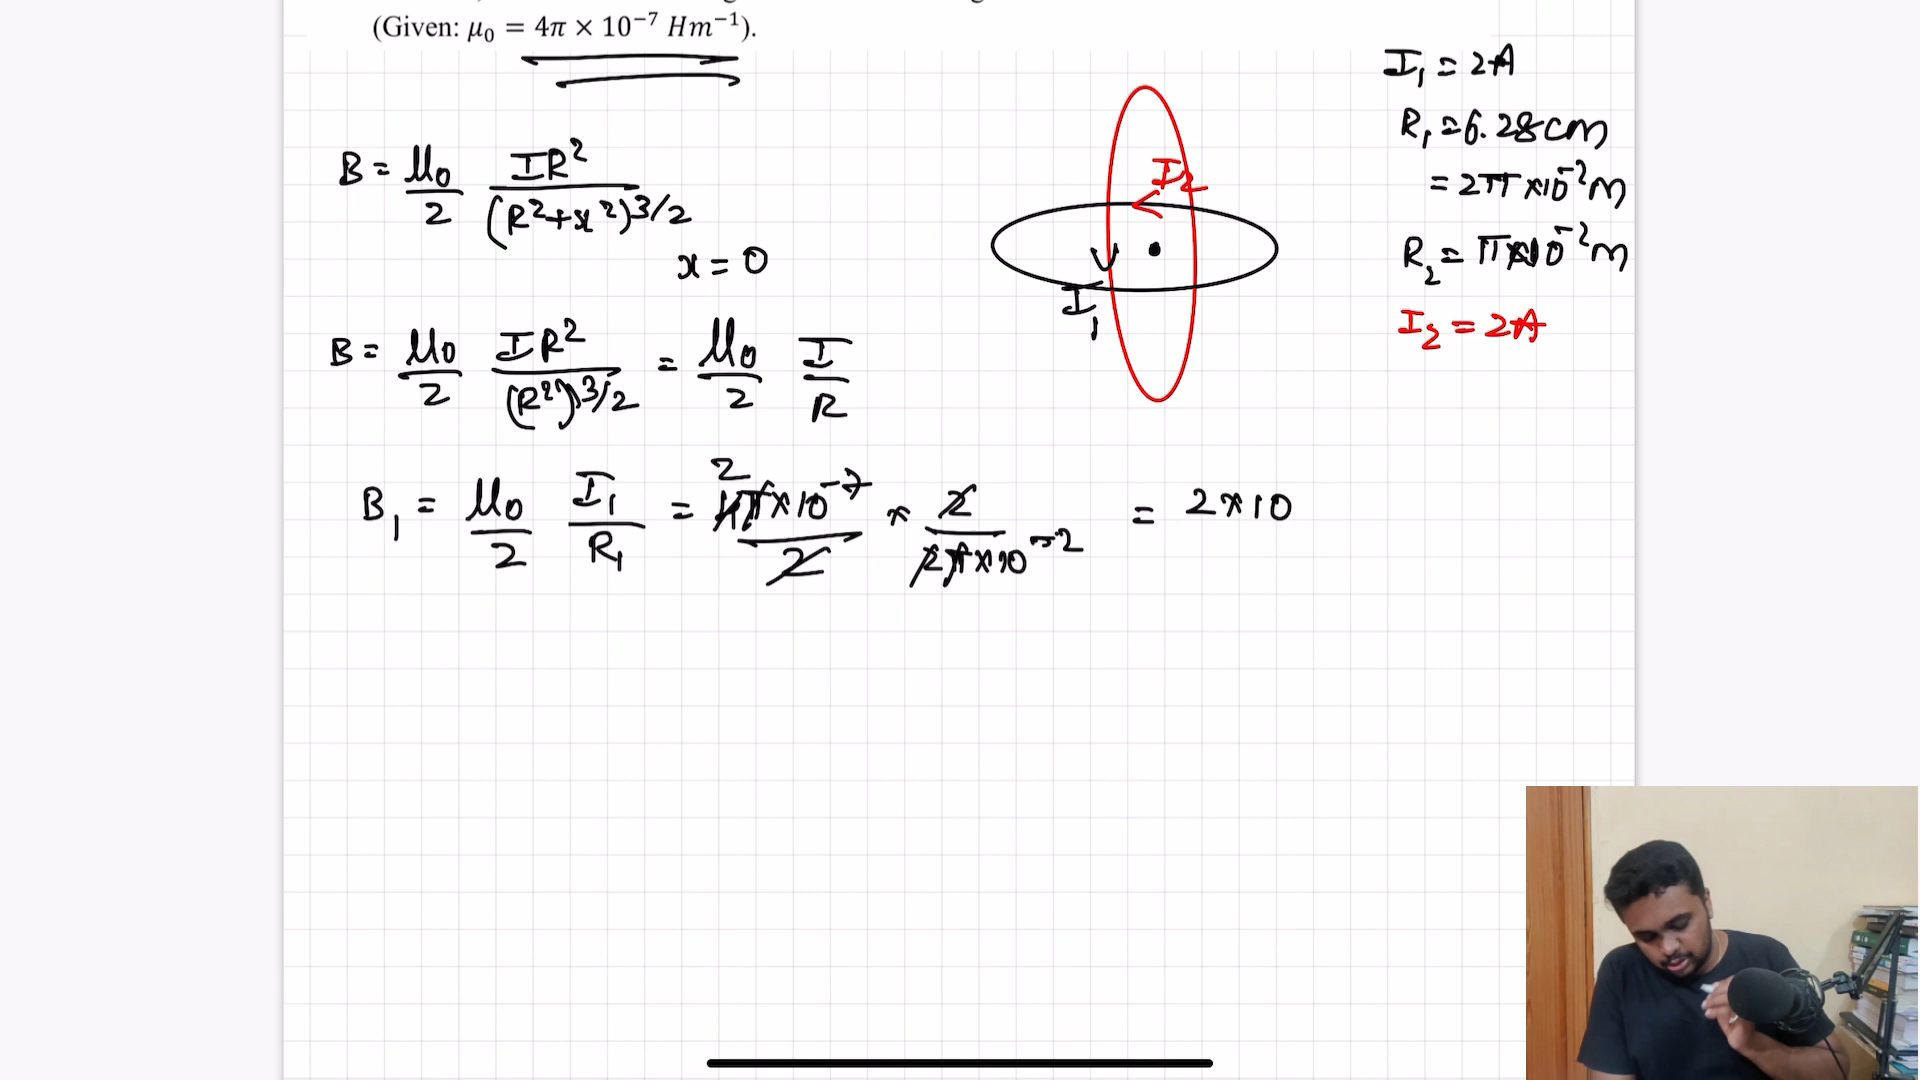 (Given: μ₀ = 4π × 10⁻⁷ Hm⁻¹).
B = μ₀/2 IR²/(R²+x²)^3/2
x = 0
B = μ₀/2 IR²/(R²)^3/2 = μ₀/2 I/R
B₁ = μ₀/2 I₁/R₁ = 4π×10⁻⁷/2 × 2/2π×10⁻² = 2×10
2
I₂
I₁
I₁ = 2A
R₁ = 6.28cm
= 2π×10⁻²m
R₂ = π×10⁻²m
I₂ = 2A